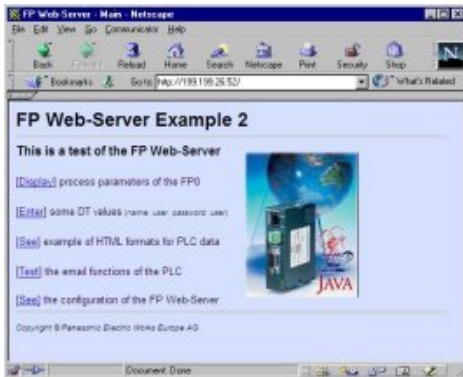 FP Web-Server - Main - Netscape
File Edit View Go Communicator Help
Back Forward Reload Home Search Netscape Print Security Shop
N
Bookmarks Go to: http://199.199.26.52/ What's Related
FP Web-Server Example 2
This is a test of the FP Web-Server
[Display] process parameters of the FP0
[Enter] some DT values (name: user password: user)
[See] example of HTML formats for PLC data
[Test] the email functions of the PLC
[See] the configuration of the FP Web-Server
JAVA
Copyright © Panasonic Electric Works Europe AG
Document: Done